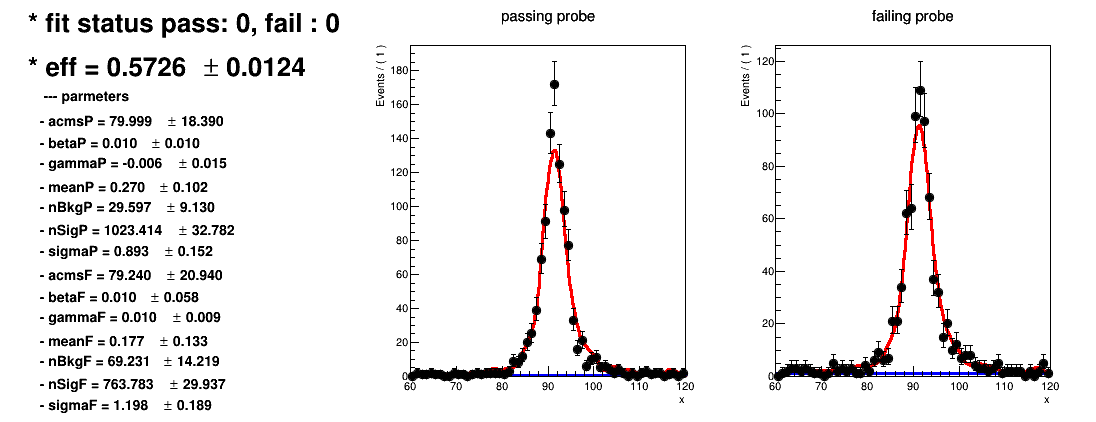 * fit status pass: 0, fail : 0
* eff = 0.5726 ± 0.0124
--- parmeters
- acmsP = 79.999 ± 18.390
- betaP = 0.010 ± 0.010
- gammaP = -0.006 ± 0.015
- meanP = 0.270 ± 0.102
- nBkgP = 29.597 ± 9.130
- nSigP = 1023.414 ± 32.782
- sigmaP = 0.893 ± 0.152
- acmsF = 79.240 ± 20.940
- betaF = 0.010 ± 0.058
- gammaF = 0.010 ± 0.009
- meanF = 0.177 ± 0.133
- nBkgF = 69.231 ± 14.219
- nSigF = 763.783 ± 29.937
- sigmaF = 1.198 ± 0.189
passing probe
Events / ( 1 )
180
160
140
120
100
80
60
40
20
0
60 70 80 90 100 110 120
x
failing probe
Events / ( 1 )
120
100
80
60
40
20
0
60 70 80 90 100 110 120
x